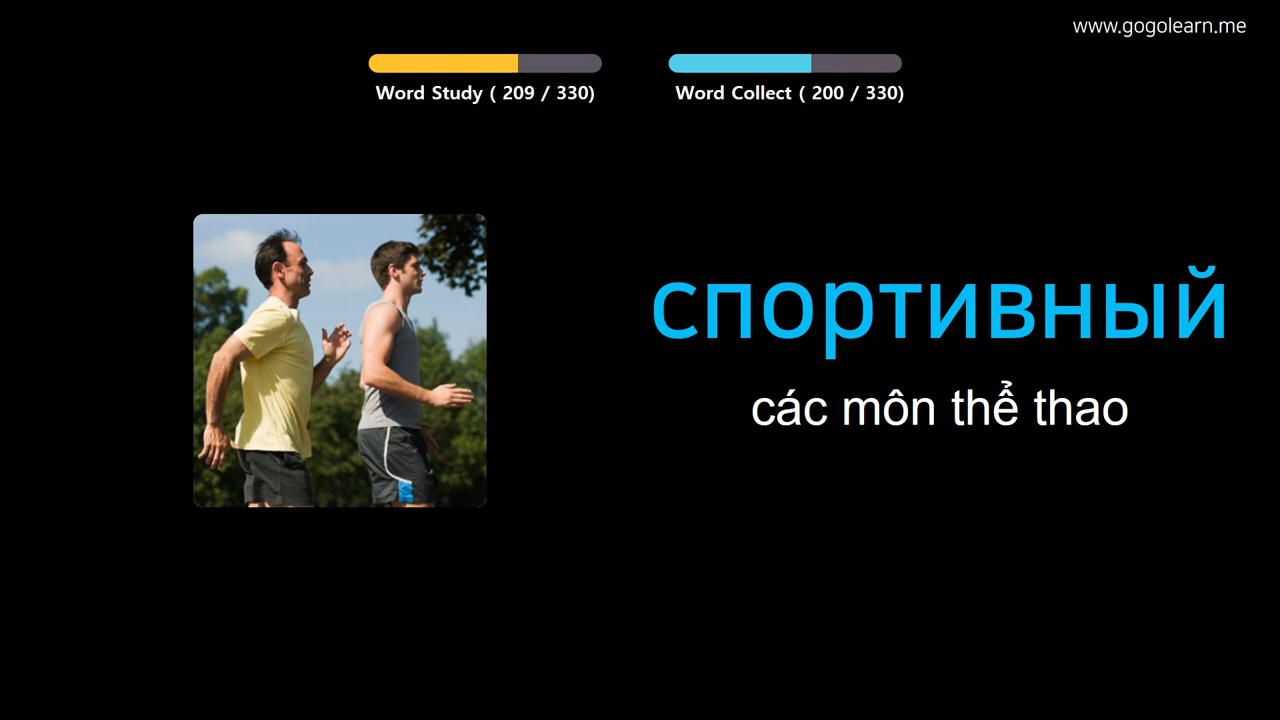 www.gogolearn.me
Word Study ( 209 / 330)
Word Collect ( 200 / 330)
спортивный
các môn thể thao